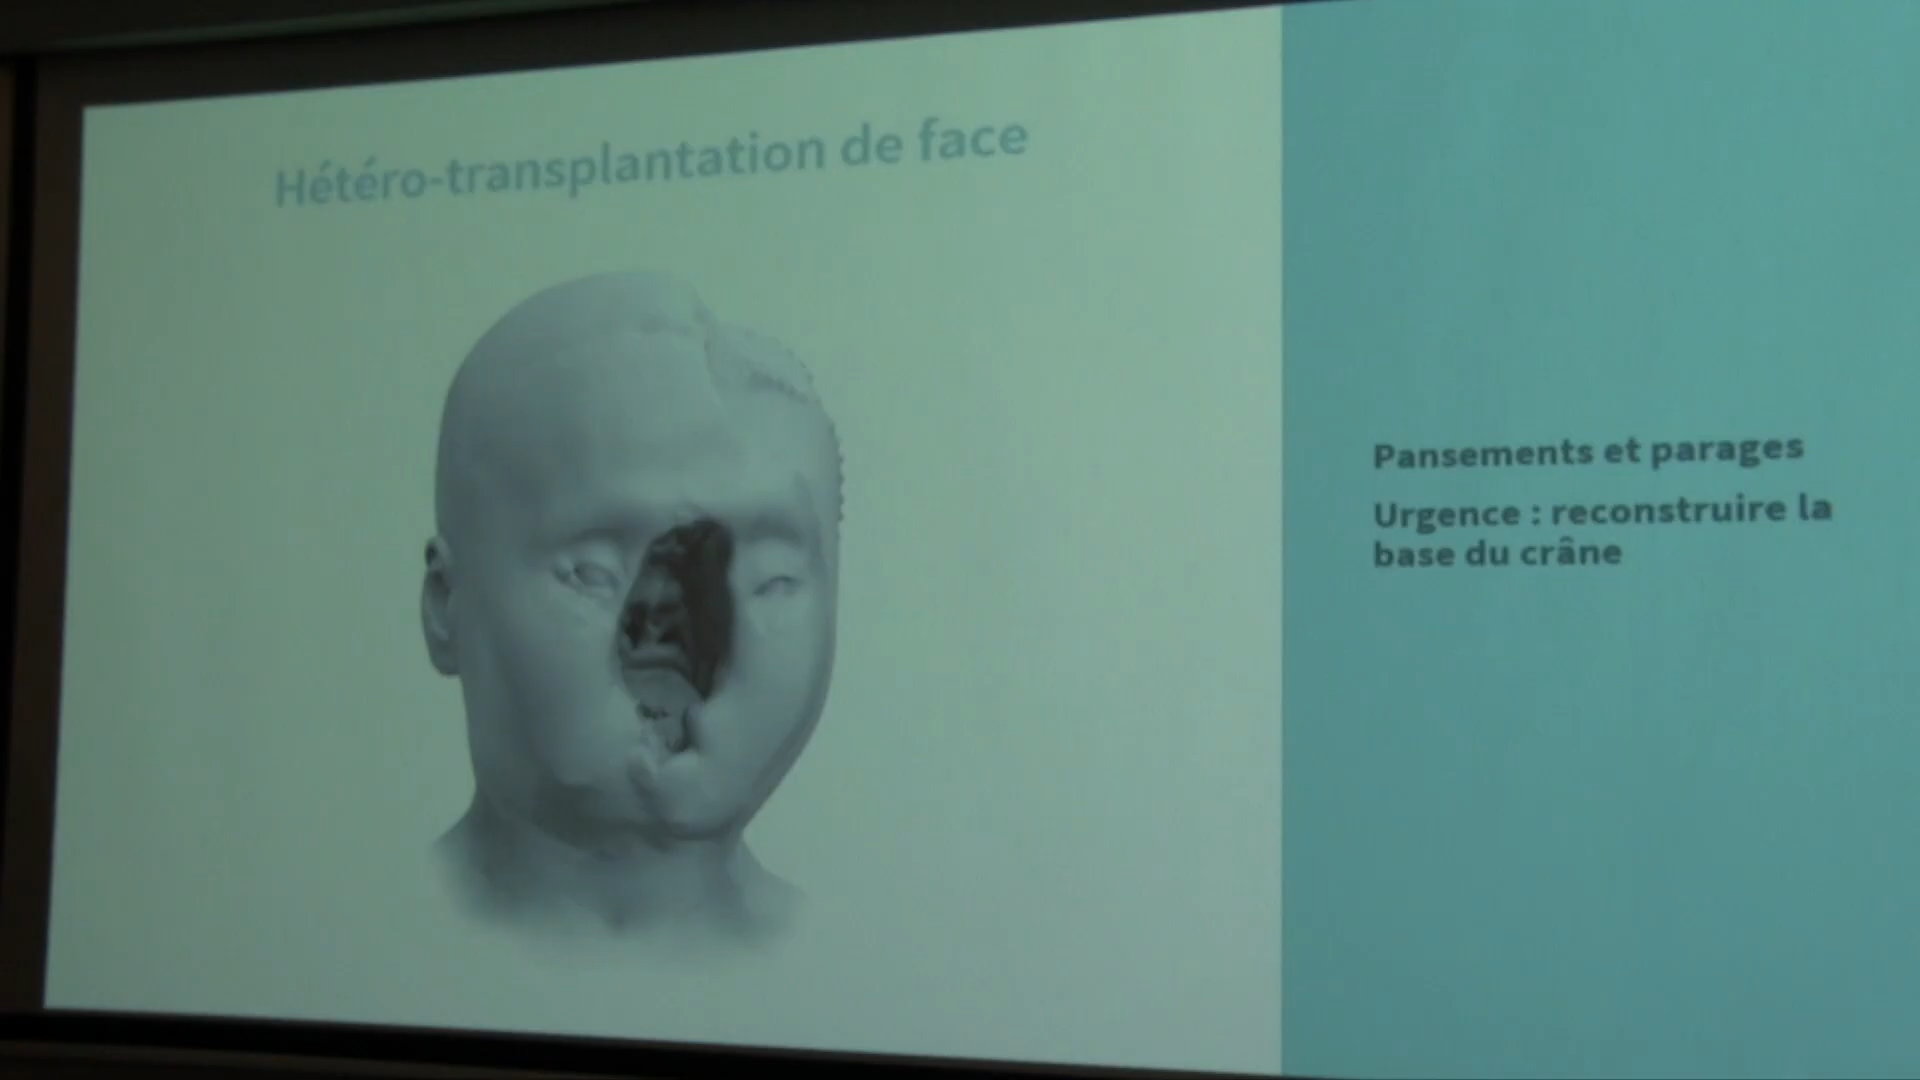 Hétéro-transplantation de face
Pansements et parages
Urgence : reconstruire la
base du crâne